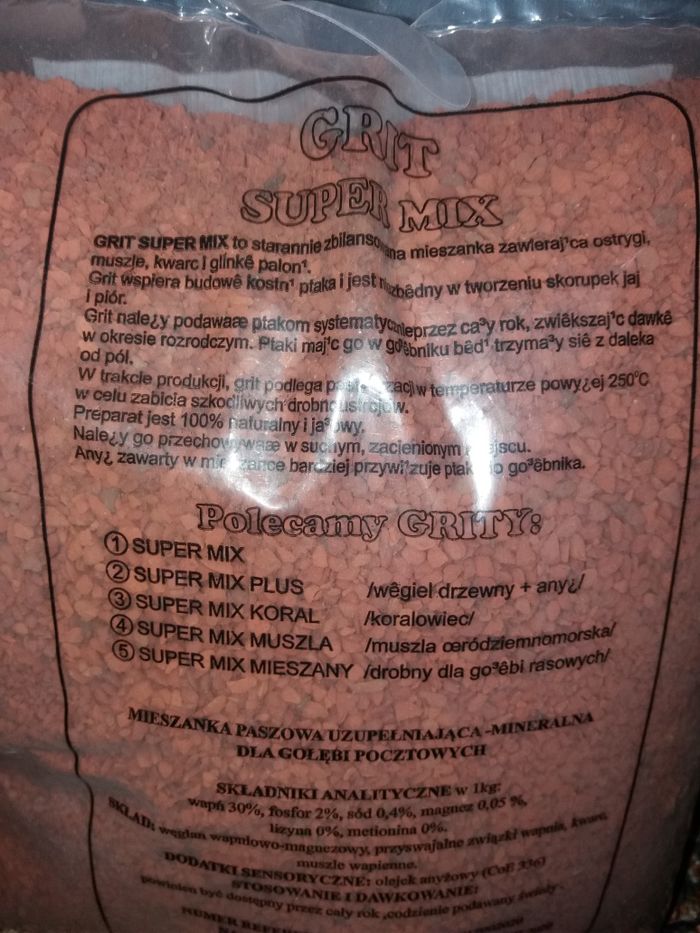 GRIT
SUPER MIX
GRIT SUPER MIX to starannie zbilansowana mieszanka zawieraj¹ca ostrygi,
muszle, kwarc i glinkê palon¹.
Grit wspiera budowê kostn¹ ptaka i jest niezbêdny w tworzeniu skorupek jaj
i piór.
Grit nale¿y podawaæ ptakom systematycznie przez ca³y rok, zwiêkszaj¹c dawkê
w okresie rozrodczym. Ptaki maj¹c go w go³êbniku bêd¹ trzyma³y siê z daleka
od pól.
W trakcie produkcji, grit podlega w temperaturze powy¿ej 250°C
w celu zabicia szkodliwych drobnoustrojów.
Preparat jest 100% naturalny i ja³owy.
Nale¿y go przechowywaæ w suchym, zacienionym miejscu.
Any¿ zawarty w mieszance bardziej przywi¹zuje ptaki do go³êbnika.
Polecamy GRITY:
① SUPER MIX
② SUPER MIX PLUS /wêgiel drzewny + any¿/
③ SUPER MIX KORAL /koralowiec/
④ SUPER MIX MUSZLA /muszla œródziemnomorska/
⑤ SUPER MIX MIESZANY /drobny dla go³êbi rasowych/
MIESZANKA PASZOWA UZUPEŁNIAJĄCA -MINERALNA
DLA GOŁĘBI POCZTOWYCH
SKŁADNIKI ANALITYCZNE w 1kg:
wapń 30%, fosfor 2%, sód 0,4%, magnez 0,05 %,
lizyna 0%, metionina 0%.
SKŁAD: węglan wapniowo-magnezowy, przyswajalne związki wapnia, kwarc,
muszle wapienne.
DODATKI SENSORYCZNE: olejek anyżowy (CoE 336)
STOSOWANIE I DAWKOWANIE:
powinien być dostępny przez cały rok ,codzienie podawany świeży.
NUMER